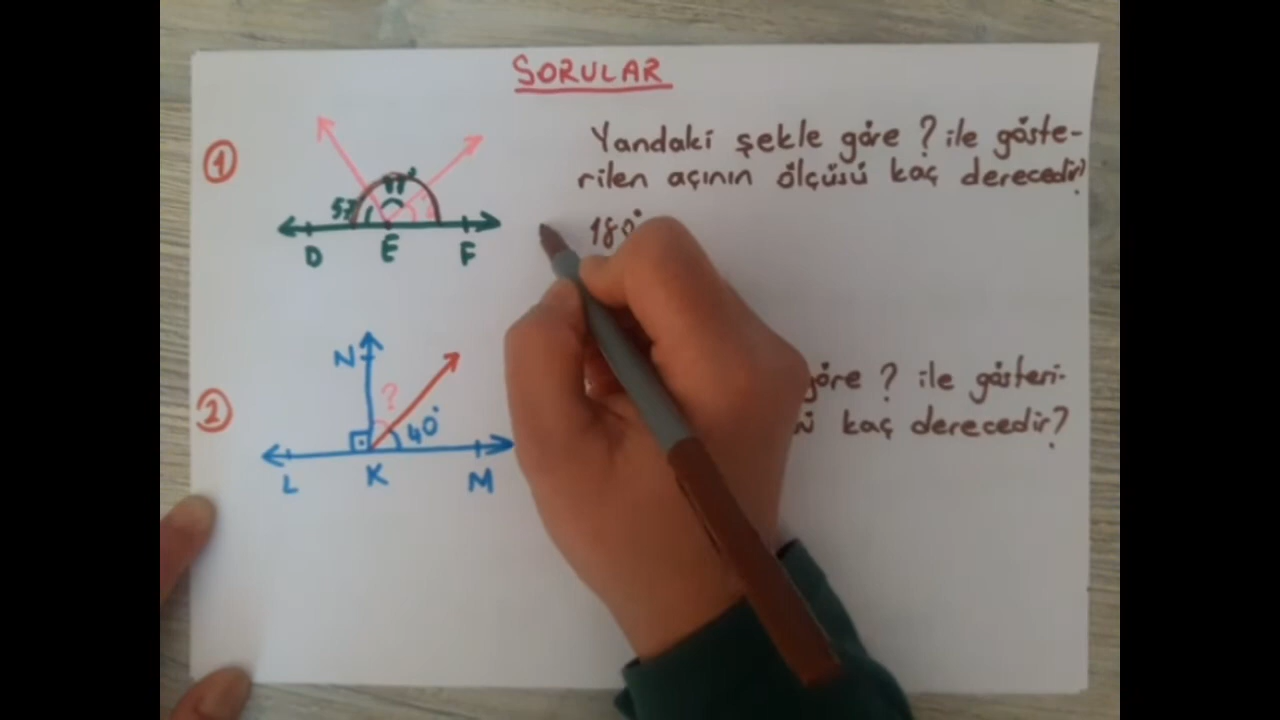 SORULAR
1
Yandaki şekle göre ? ile göste-
rilen açının ölçüsü kaç derecedir?
D E F
180°
2
N
?
40°
L K M
göre ? ile gösteri-
kaç derecedir?